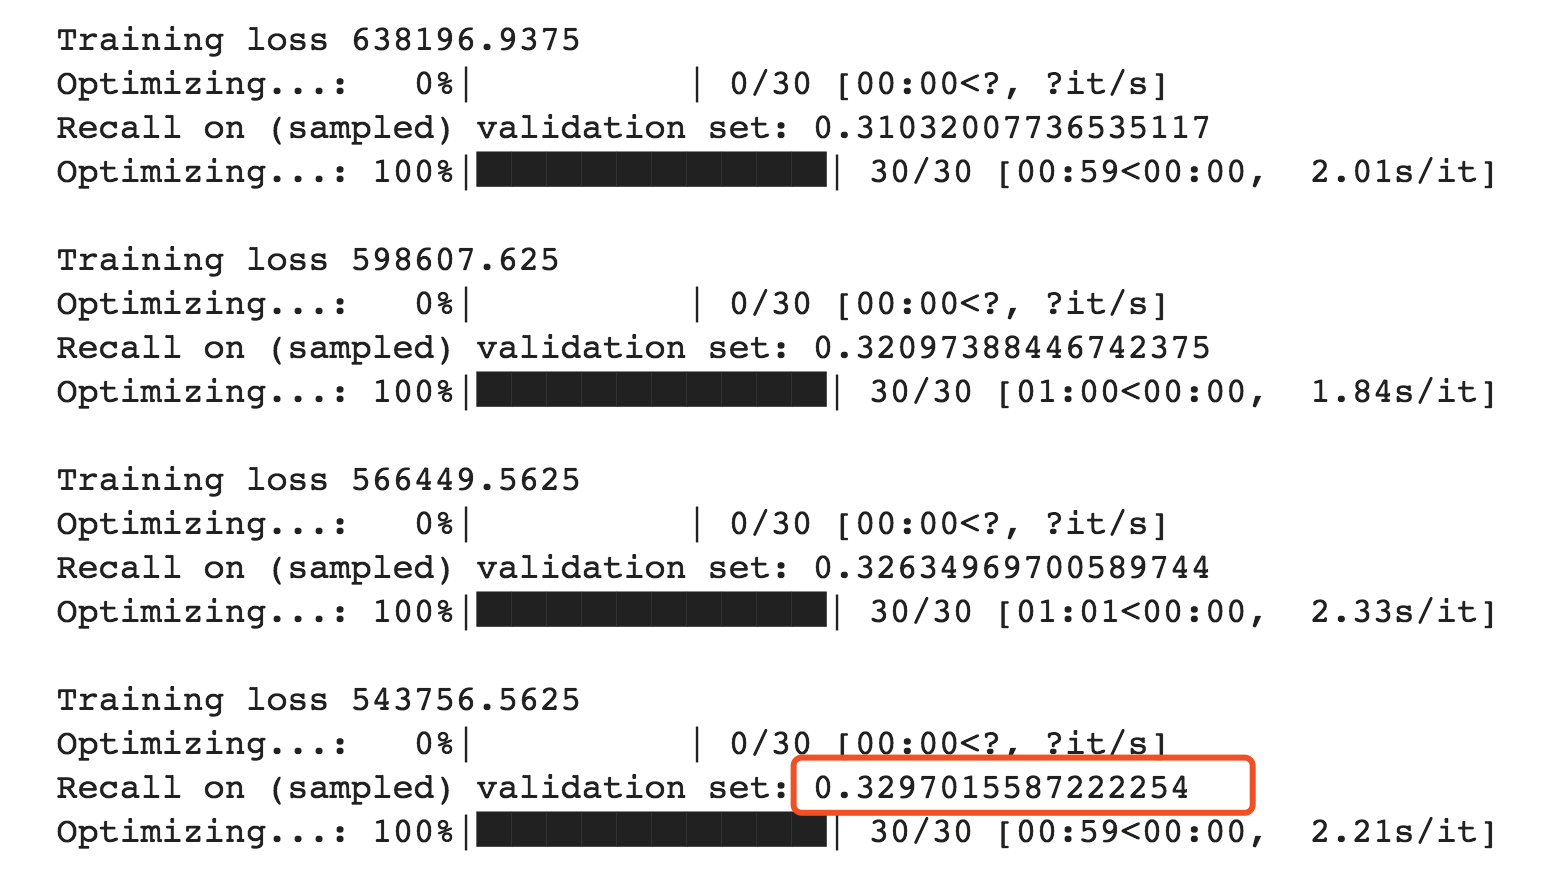 Training loss 638196.9375
Optimizing...:   0%|          | 0/30 [00:00<?, ?it/s]
Recall on (sampled) validation set: 0.31032007736535117
Optimizing...: 100%|██████████| 30/30 [00:59<00:00,  2.01s/it]
Training loss 598607.625
Optimizing...:   0%|          | 0/30 [00:00<?, ?it/s]
Recall on (sampled) validation set: 0.32097388446742375
Optimizing...: 100%|██████████| 30/30 [01:00<00:00,  1.84s/it]
Training loss 566449.5625
Optimizing...:   0%|          | 0/30 [00:00<?, ?it/s]
Recall on (sampled) validation set: 0.32634969700589744
Optimizing...: 100%|██████████| 30/30 [01:01<00:00,  2.33s/it]
Training loss 543756.5625
Optimizing...:   0%|          | 0/30 [00:00<?, ?it/s]
Recall on (sampled) validation set: 0.3297015587222254
Optimizing...: 100%|██████████| 30/30 [00:59<00:00,  2.21s/it]